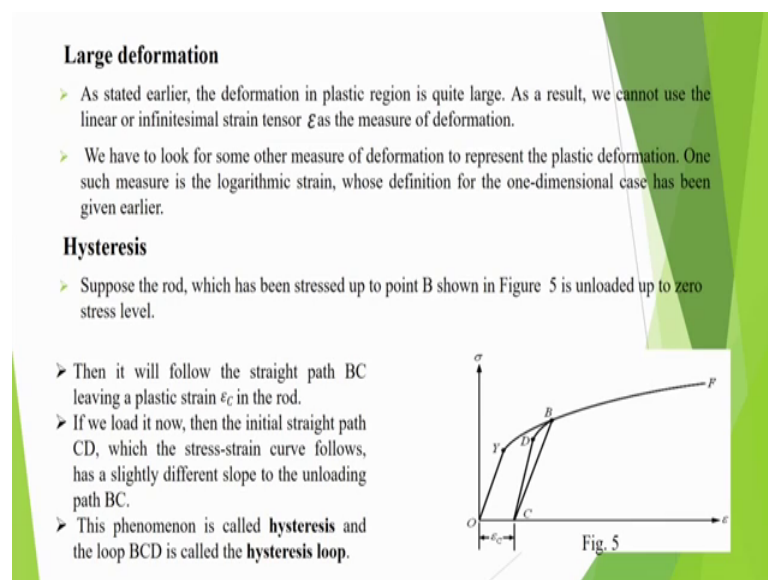 Large deformation
➢ As stated earlier, the deformation in plastic region is quite large. As a result, we cannot use the
linear or infinitesimal strain tensor ℇas the measure of deformation.
➢ We have to look for some other measure of deformation to represent the plastic deformation. One
such measure is the logarithmic strain, whose definition for the one-dimensional case has been
given earlier.
Hysteresis
➢ Suppose the rod, which has been stressed up to point B shown in Figure 5 is unloaded up to zero
stress level.
➢ Then it will follow the straight path BC
leaving a plastic strain εC in the rod.
➢ If we load it now, then the initial straight path
CD, which the stress-strain curve follows,
has a slightly different slope to the unloading
path BC.
➢ This phenomenon is called hysteresis and
the loop BCD is called the hysteresis loop.
σ
F
B
Y
D
O
C
ε
εC
Fig. 5